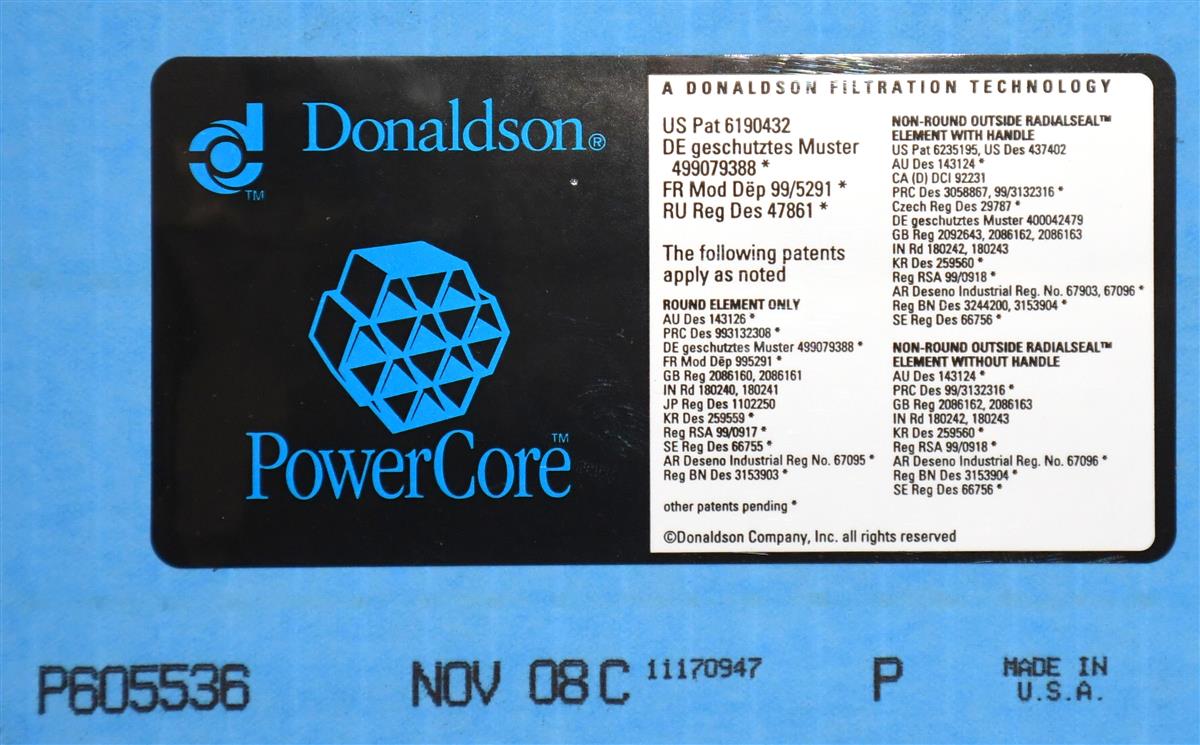 Donaldson®
TM
PowerCore™
A DONALDSON FILTRATION TECHNOLOGY
US Pat 6190432
DE geschutztes Muster
499079388 *
FR Mod Dëp 99/5291 *
RU Reg Des 47861 *
The following patents
apply as noted
ROUND ELEMENT ONLY
AU Des 143126 *
PRC Des 993132308 *
DE geschutztes Muster 499079388 *
FR Mod Dëp 995291 *
GB Reg 2086160, 2086161
IN Rd 180240, 180241
JP Reg Des 1102250
KR Des 259559 *
Reg RSA 99/0917 *
SE Reg Des 66755 *
AR Deseno Industrial Reg No. 67095 *
Reg BN Des 3153903 *
other patents pending *
©Donaldson Company, Inc. all rights reserved
NON-ROUND OUTSIDE RADIALSEAL™
ELEMENT WITH HANDLE
US Pat 6235195, US Des 437402
AU Des 143124 *
CA (D) DCI 92231
PRC Des 3058867, 99/3132316 *
Czech Reg Des 29787 *
DE geschutztes Muster 400042479
GB Reg 2092643, 2086162, 2086163
IN Rd 180242, 180243
KR Des 259560 *
Reg RSA 99/0918 *
AR Deseno Industrial Reg. No. 67903, 67096 *
Reg BN Des 3244200, 3153904 *
SE Reg Des 66756 *
NON-ROUND OUTSIDE RADIALSEAL™
ELEMENT WITHOUT HANDLE
AU Des 143124 *
PRC Des 99/3132316 *
GB Reg 2086162, 2086163
IN Rd 180242, 180243
KR Des 259560 *
Reg RSA 99/0918 *
AR Deseno Industrial Reg. No. 67096 *
Reg BN Des 3153904 *
SE Reg Des 66756 *
P605536 NOV 08 C 11170947 P MADE IN
U.S.A.